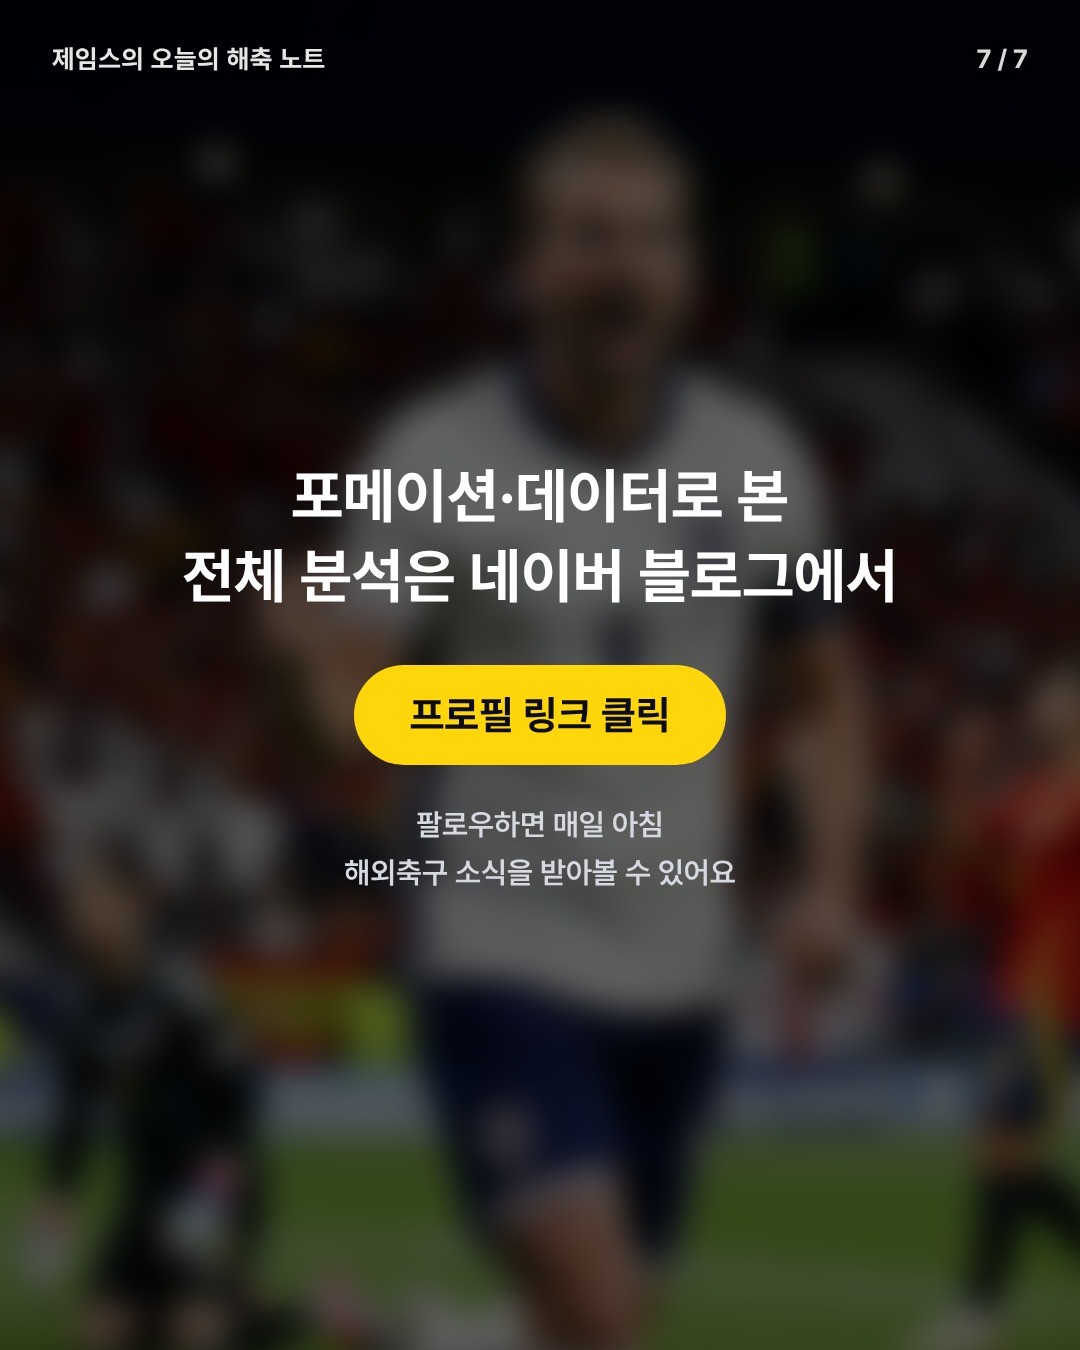 제임스의 오늘의 해축 노트
7 / 7
포메이션·데이터로 본
전체 분석은 네이버 블로그에서
프로필 링크 클릭
팔로우하면 매일 아침
해외축구 소식을 받아볼 수 있어요